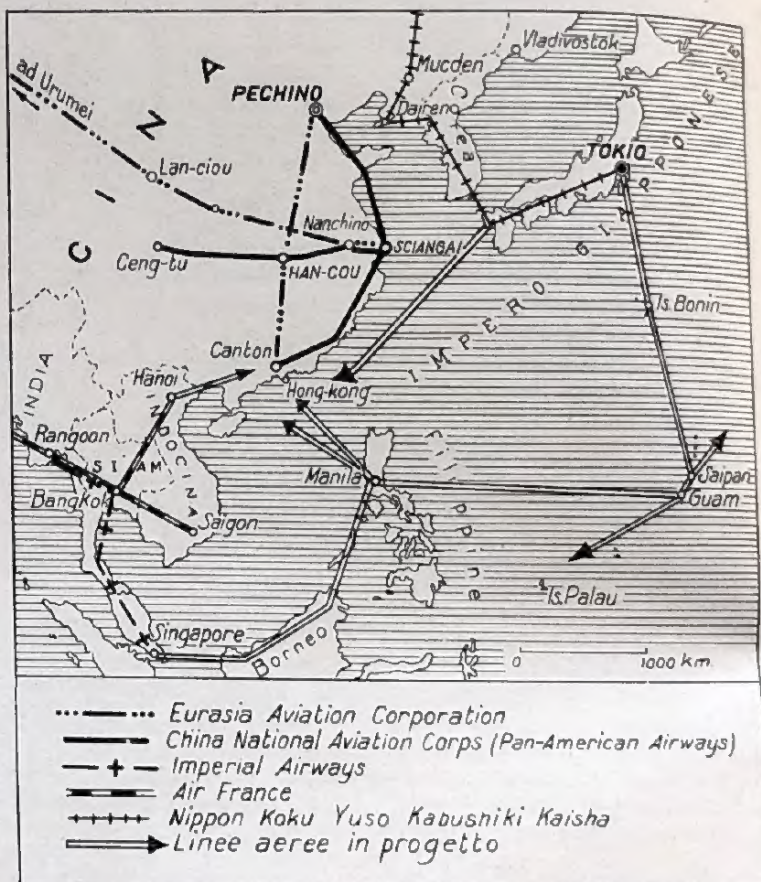 Vladivostok
Mucden
ad Urumei
PECHINO
Dairen
Corea
CINA
Lan-ciou
TOKIO
IMPERO GIAPPONESE
Nanchino
SCIANGAI
Ceng-tu
HAN-COU
Is. Bonin
Canton
Hanoi
Hong-kong
INDIA
INDOCINA
Rangoon
SIAM
Manila
Filippine
Saipan
Guam
Bangkok
Saigon
Is. Palau
Singapore
Borneo
0 1000 km.
Eurasia Aviation Corporation
China National Aviation Corps (Pan-American Airways)
Imperial Airways
Air France
Nippon Koku Yuso Kabushiki Kaisha
Linee aeree in progetto